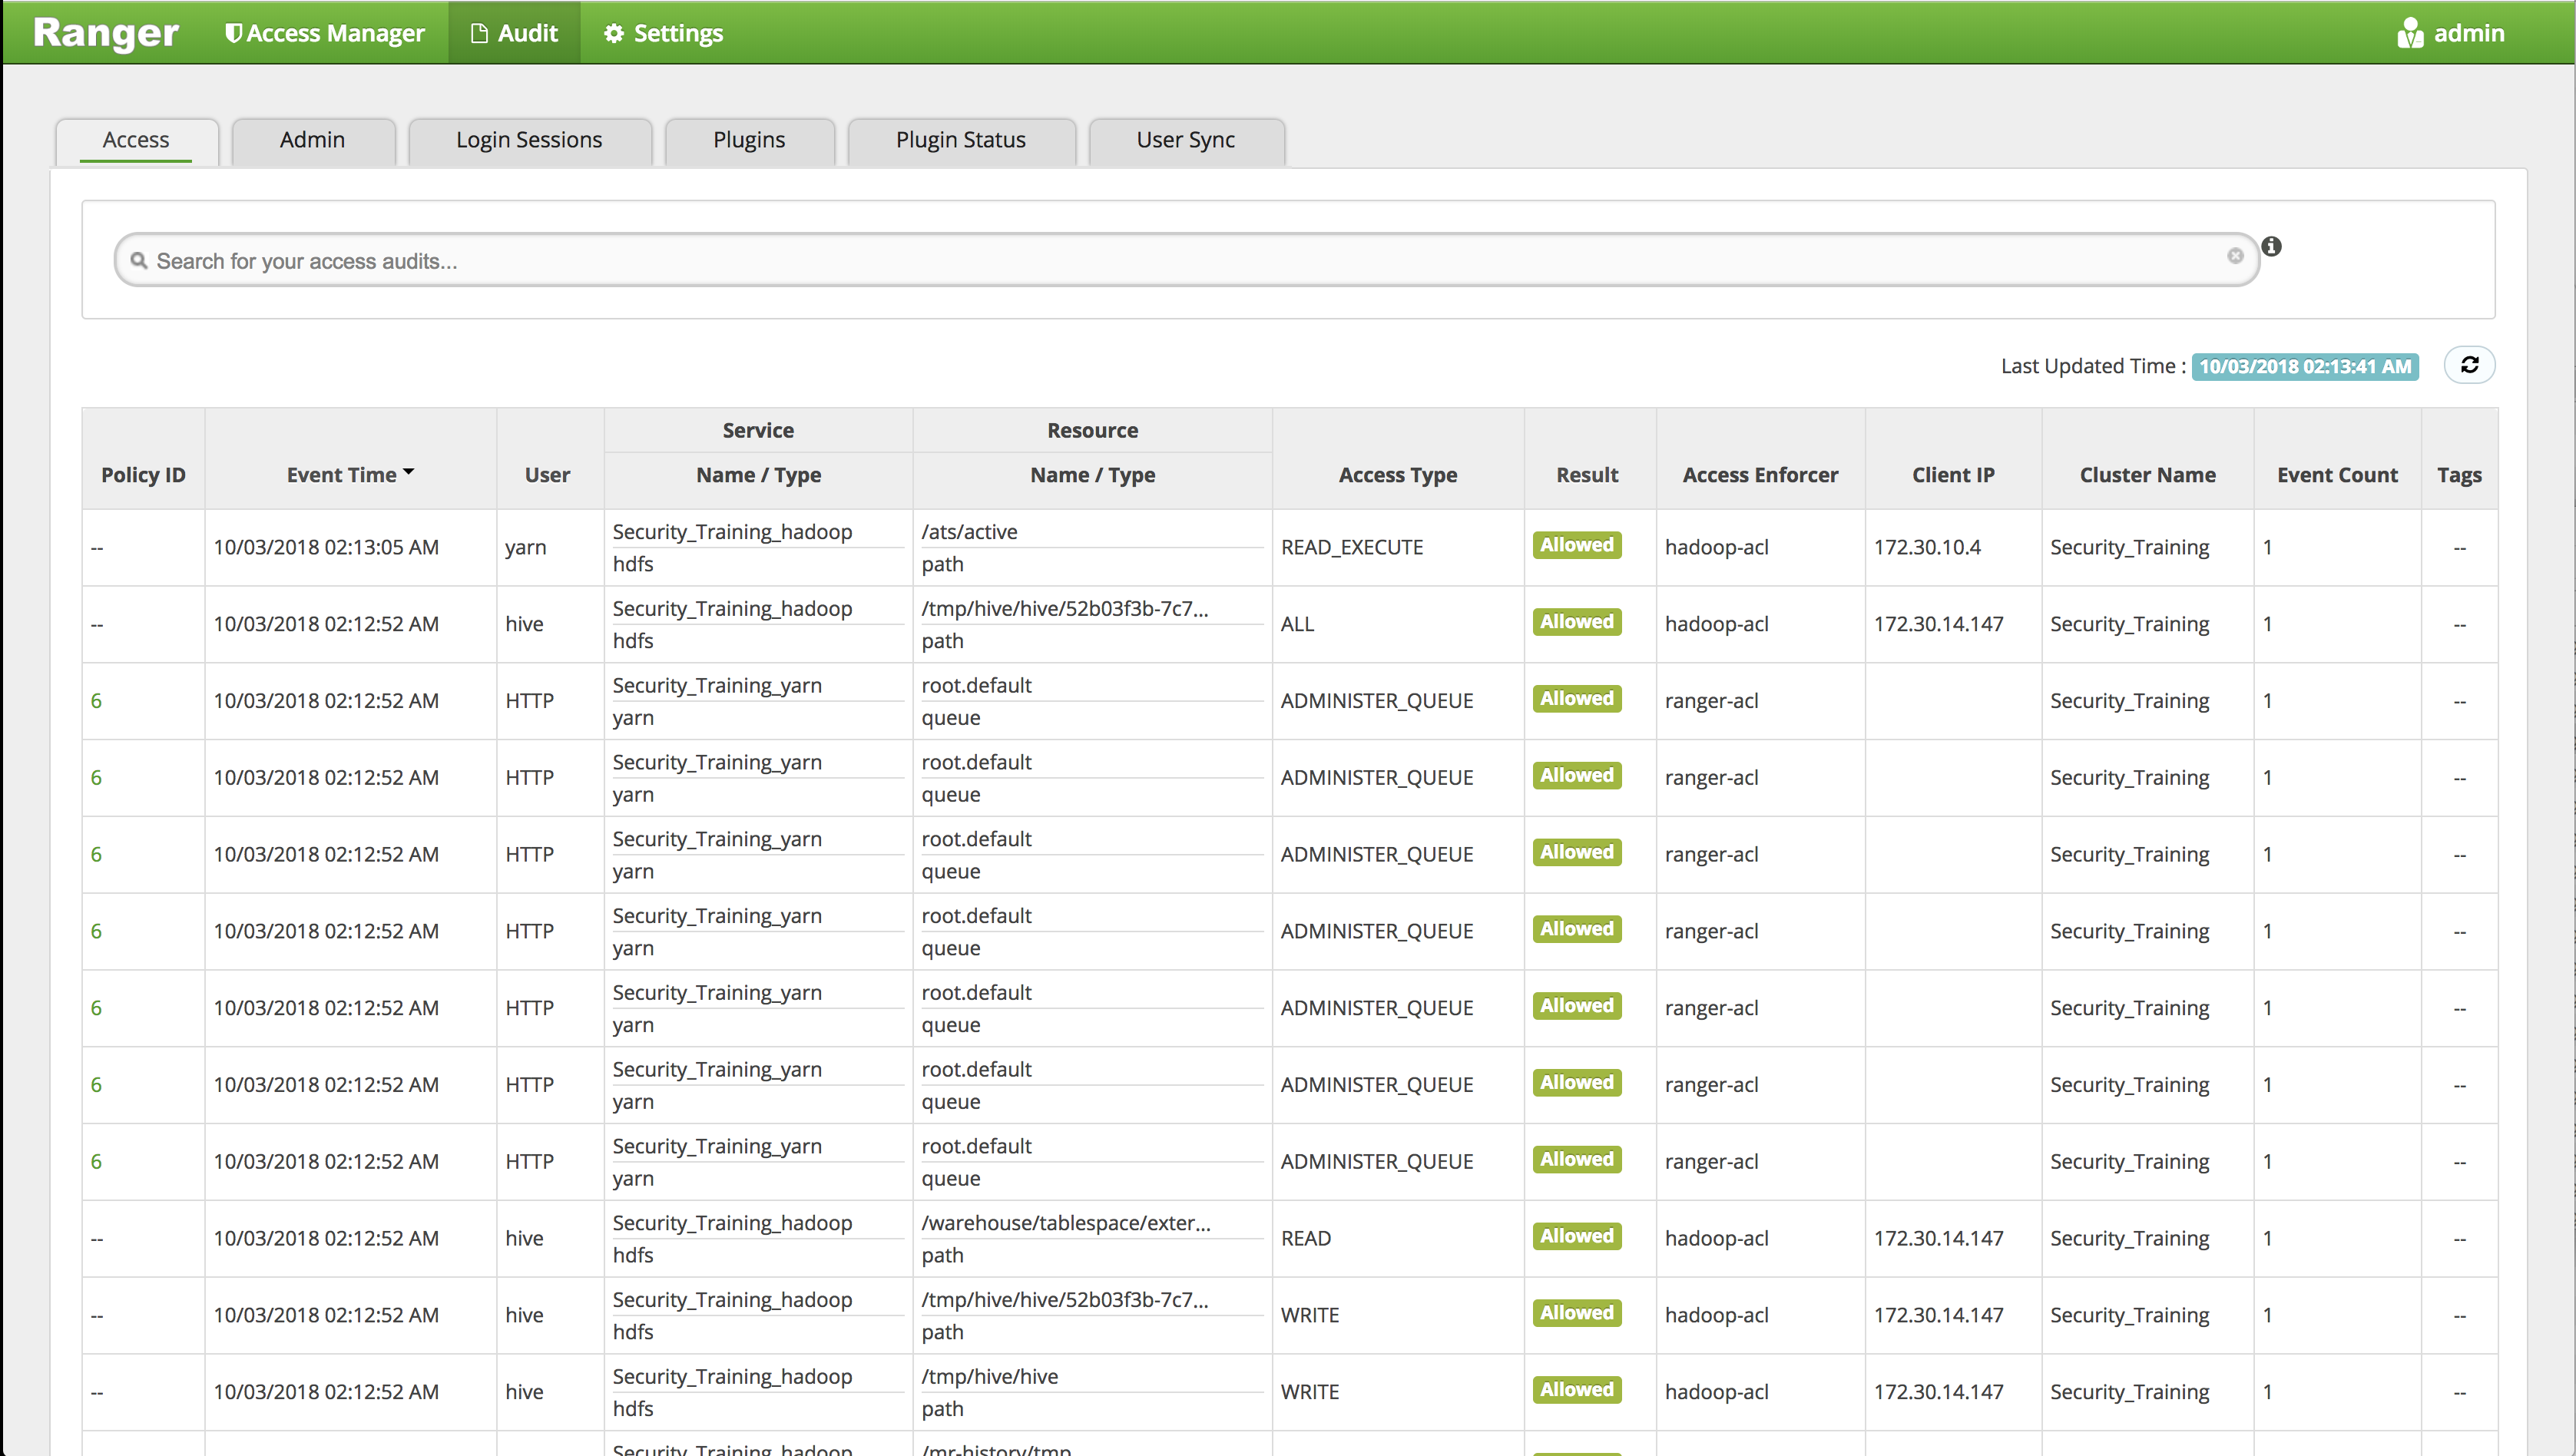 Ranger Access Manager Audit Settings admin
Access Admin Login Sessions Plugins Plugin Status User Sync
Search for your access audits...
Last Updated Time : 10/03/2018 02:13:41 AM
Service Resource
Policy ID Event Time User Name / Type Name / Type Access Type Result Access Enforcer Client IP Cluster Name Event Count Tags
Security_Training_hadoop /ats/active
-- 10/03/2018 02:13:05 AM yarn READ_EXECUTE Allowed hadoop-acl 172.30.10.4 Security_Training 1 --
hdfs path
Security_Training_hadoop /tmp/hive/hive/52b03f3b-7c7...
-- 10/03/2018 02:12:52 AM hive ALL Allowed hadoop-acl 172.30.14.147 Security_Training 1 --
hdfs path
Security_Training_yarn root.default
6 10/03/2018 02:12:52 AM HTTP ADMINISTER_QUEUE Allowed ranger-acl Security_Training 1 --
yarn queue
Security_Training_yarn root.default
6 10/03/2018 02:12:52 AM HTTP ADMINISTER_QUEUE Allowed ranger-acl Security_Training 1 --
yarn queue
Security_Training_yarn root.default
6 10/03/2018 02:12:52 AM HTTP ADMINISTER_QUEUE Allowed ranger-acl Security_Training 1 --
yarn queue
Security_Training_yarn root.default
6 10/03/2018 02:12:52 AM HTTP ADMINISTER_QUEUE Allowed ranger-acl Security_Training 1 --
yarn queue
Security_Training_yarn root.default
6 10/03/2018 02:12:52 AM HTTP ADMINISTER_QUEUE Allowed ranger-acl Security_Training 1 --
yarn queue
Security_Training_yarn root.default
6 10/03/2018 02:12:52 AM HTTP ADMINISTER_QUEUE Allowed ranger-acl Security_Training 1 --
yarn queue
Security_Training_yarn root.default
6 10/03/2018 02:12:52 AM HTTP ADMINISTER_QUEUE Allowed ranger-acl Security_Training 1 --
yarn queue
Security_Training_hadoop /warehouse/tablespace/exter...
-- 10/03/2018 02:12:52 AM hive READ Allowed hadoop-acl 172.30.14.147 Security_Training 1 --
hdfs path
Security_Training_hadoop /tmp/hive/hive/52b03f3b-7c7...
-- 10/03/2018 02:12:52 AM hive WRITE Allowed hadoop-acl 172.30.14.147 Security_Training 1 --
hdfs path
Security_Training_hadoop /tmp/hive/hive
-- 10/03/2018 02:12:52 AM hive WRITE Allowed hadoop-acl 172.30.14.147 Security_Training 1 --
hdfs path
Security_Training_hadoop /mr-history/tmp